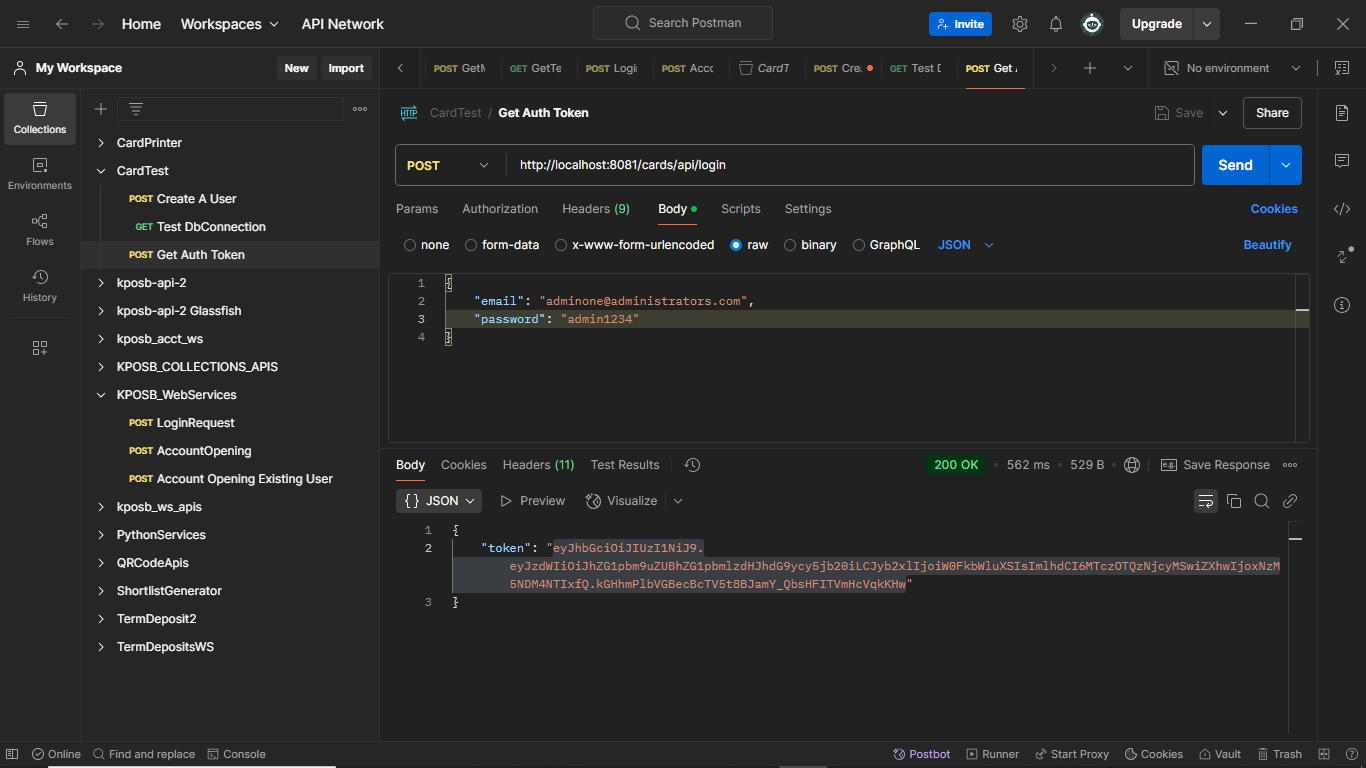 Home Workspaces API Network Search Postman Invite Upgrade
My Workspace New Import
POST GetM GET GetTe POST Logi POST Acco CardT POST Cre GET Test D POST Get A No environment
Collections
Environments
Flows
History
CardPrinter
CardTest
POST Create A User
GET Test DbConnection
POST Get Auth Token
kposb-api-2
kposb-api-2 Glassfish
kposb_acct_ws
KPOSB_COLLECTIONS_APIS
KPOSB_WebServices
POST LoginRequest
POST AccountOpening
POST Account Opening Existing User
kposb_ws_apis
PythonServices
QRCodeApis
ShortlistGenerator
TermDeposit2
TermDepositsWS
HTTP CardTest / Get Auth Token Save Share
POST http://localhost:8081/cards/api/login Send
Params Authorization Headers (9) Body Scripts Settings Cookies
none form-data x-www-form-urlencoded raw binary GraphQL JSON Beautify
1 {
2 "email": "adminone@administrators.com",
3 "password": "admin1234"
4 }
Body Cookies Headers (11) Test Results 200 OK 562 ms 529 B e.g. Save Response
{} JSON Preview Visualize
1 {
2 "token": "eyJhbGciOiJIUzI1NiJ9.
eyJzdWIiOiJhZG1pbm9uZUBhZG1pbmlzdHJhdG9ycy5jb20iLCJyb2xlIjoiW0FkbWluXSIsImlhdCI6MTczOTQzNjcyMSwiZXhwIjoxNzM
5NDM4NTIxfQ.kGHhmPlbVGBecBcTV5t8BJamY_QbsHFITVmHcVqkKHw"
3 }
Online Find and replace Console Postbot Runner Start Proxy Cookies Vault Trash